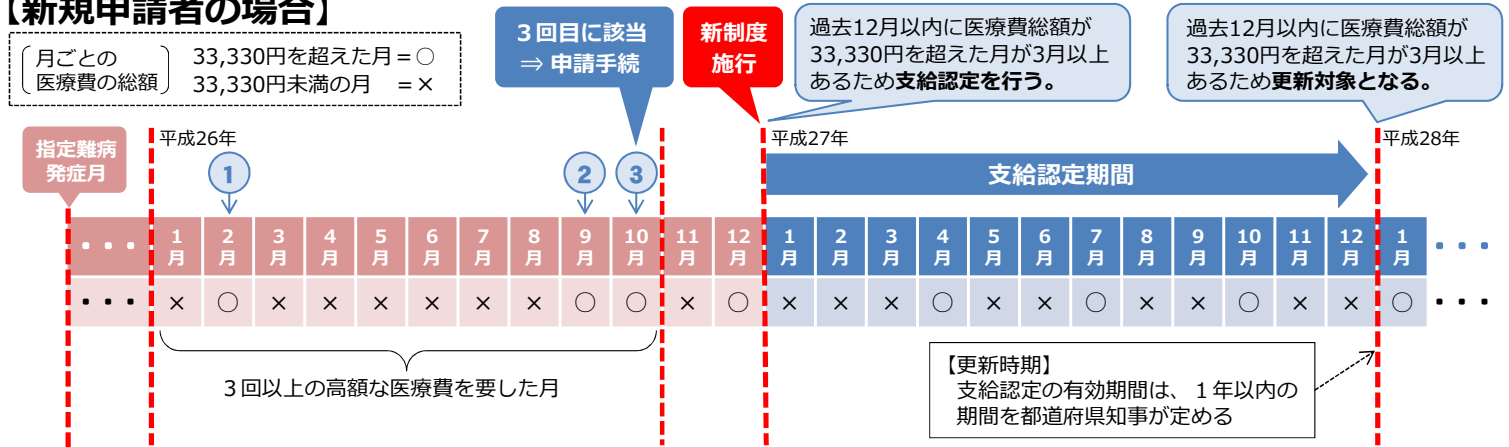 【新規申請者の場合】
月ごとの
医療費の総額
33,330円を超えた月＝○
33,330円未満の月　＝×
３回目に該当
⇒ 申請手続
新制度
施行
過去12月以内に医療費総額が
33,330円を超えた月が3月以上
あるため支給認定を行う。
過去12月以内に医療費総額が
33,330円を超えた月が3月以上
あるため更新対象となる。
指定難病
発症月
平成26年
平成27年
平成28年
1 2 3
支給認定期間
・・・ 1月 2月 3月 4月 5月 6月 7月 8月 9月 10月 11月 12月 1月 2月 3月 4月 5月 6月 7月 8月 9月 10月 11月 12月 1月 ・・・
・・・ × ○ × × × × × × ○ ○ × ○ × × × ○ × × ○ × × ○ × × ○ ・・・
３回以上の高額な医療費を要した月
【更新時期】
支給認定の有効期間は、１年以内の
期間を都道府県知事が定める